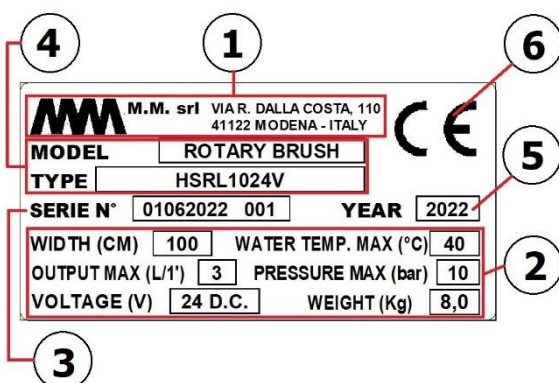 4 1 6
MM M.M. srl VIA R. DALLA COSTA, 110
41122 MODENA - ITALY
CE
MODEL ROTARY BRUSH
TYPE HSRL1024V
5
SERIE N° 01062022 001 YEAR 2022
WIDTH (CM) 100 WATER TEMP. MAX (°C) 40
OUTPUT MAX (L/1') 3 PRESSURE MAX (bar) 10
2
VOLTAGE (V) 24 D.C. WEIGHT (Kg) 8,0
3